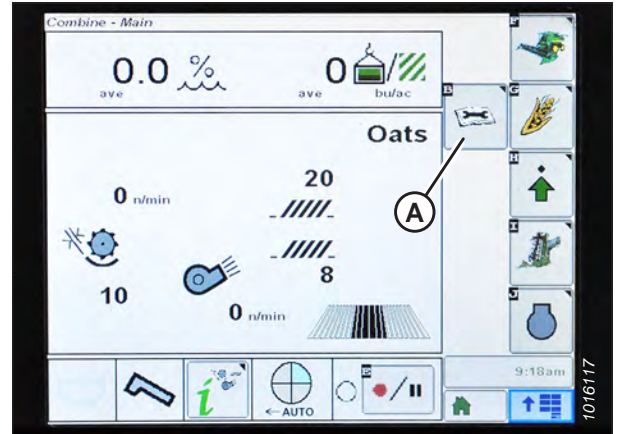 Combine - Main
0.0 %
ave
0
ave
bu/ac
B
F
G
H
I
J
Oats
A
20
0 n/min
8
10
0 n/min
← AUTO
i
/II
9:18am
1016117